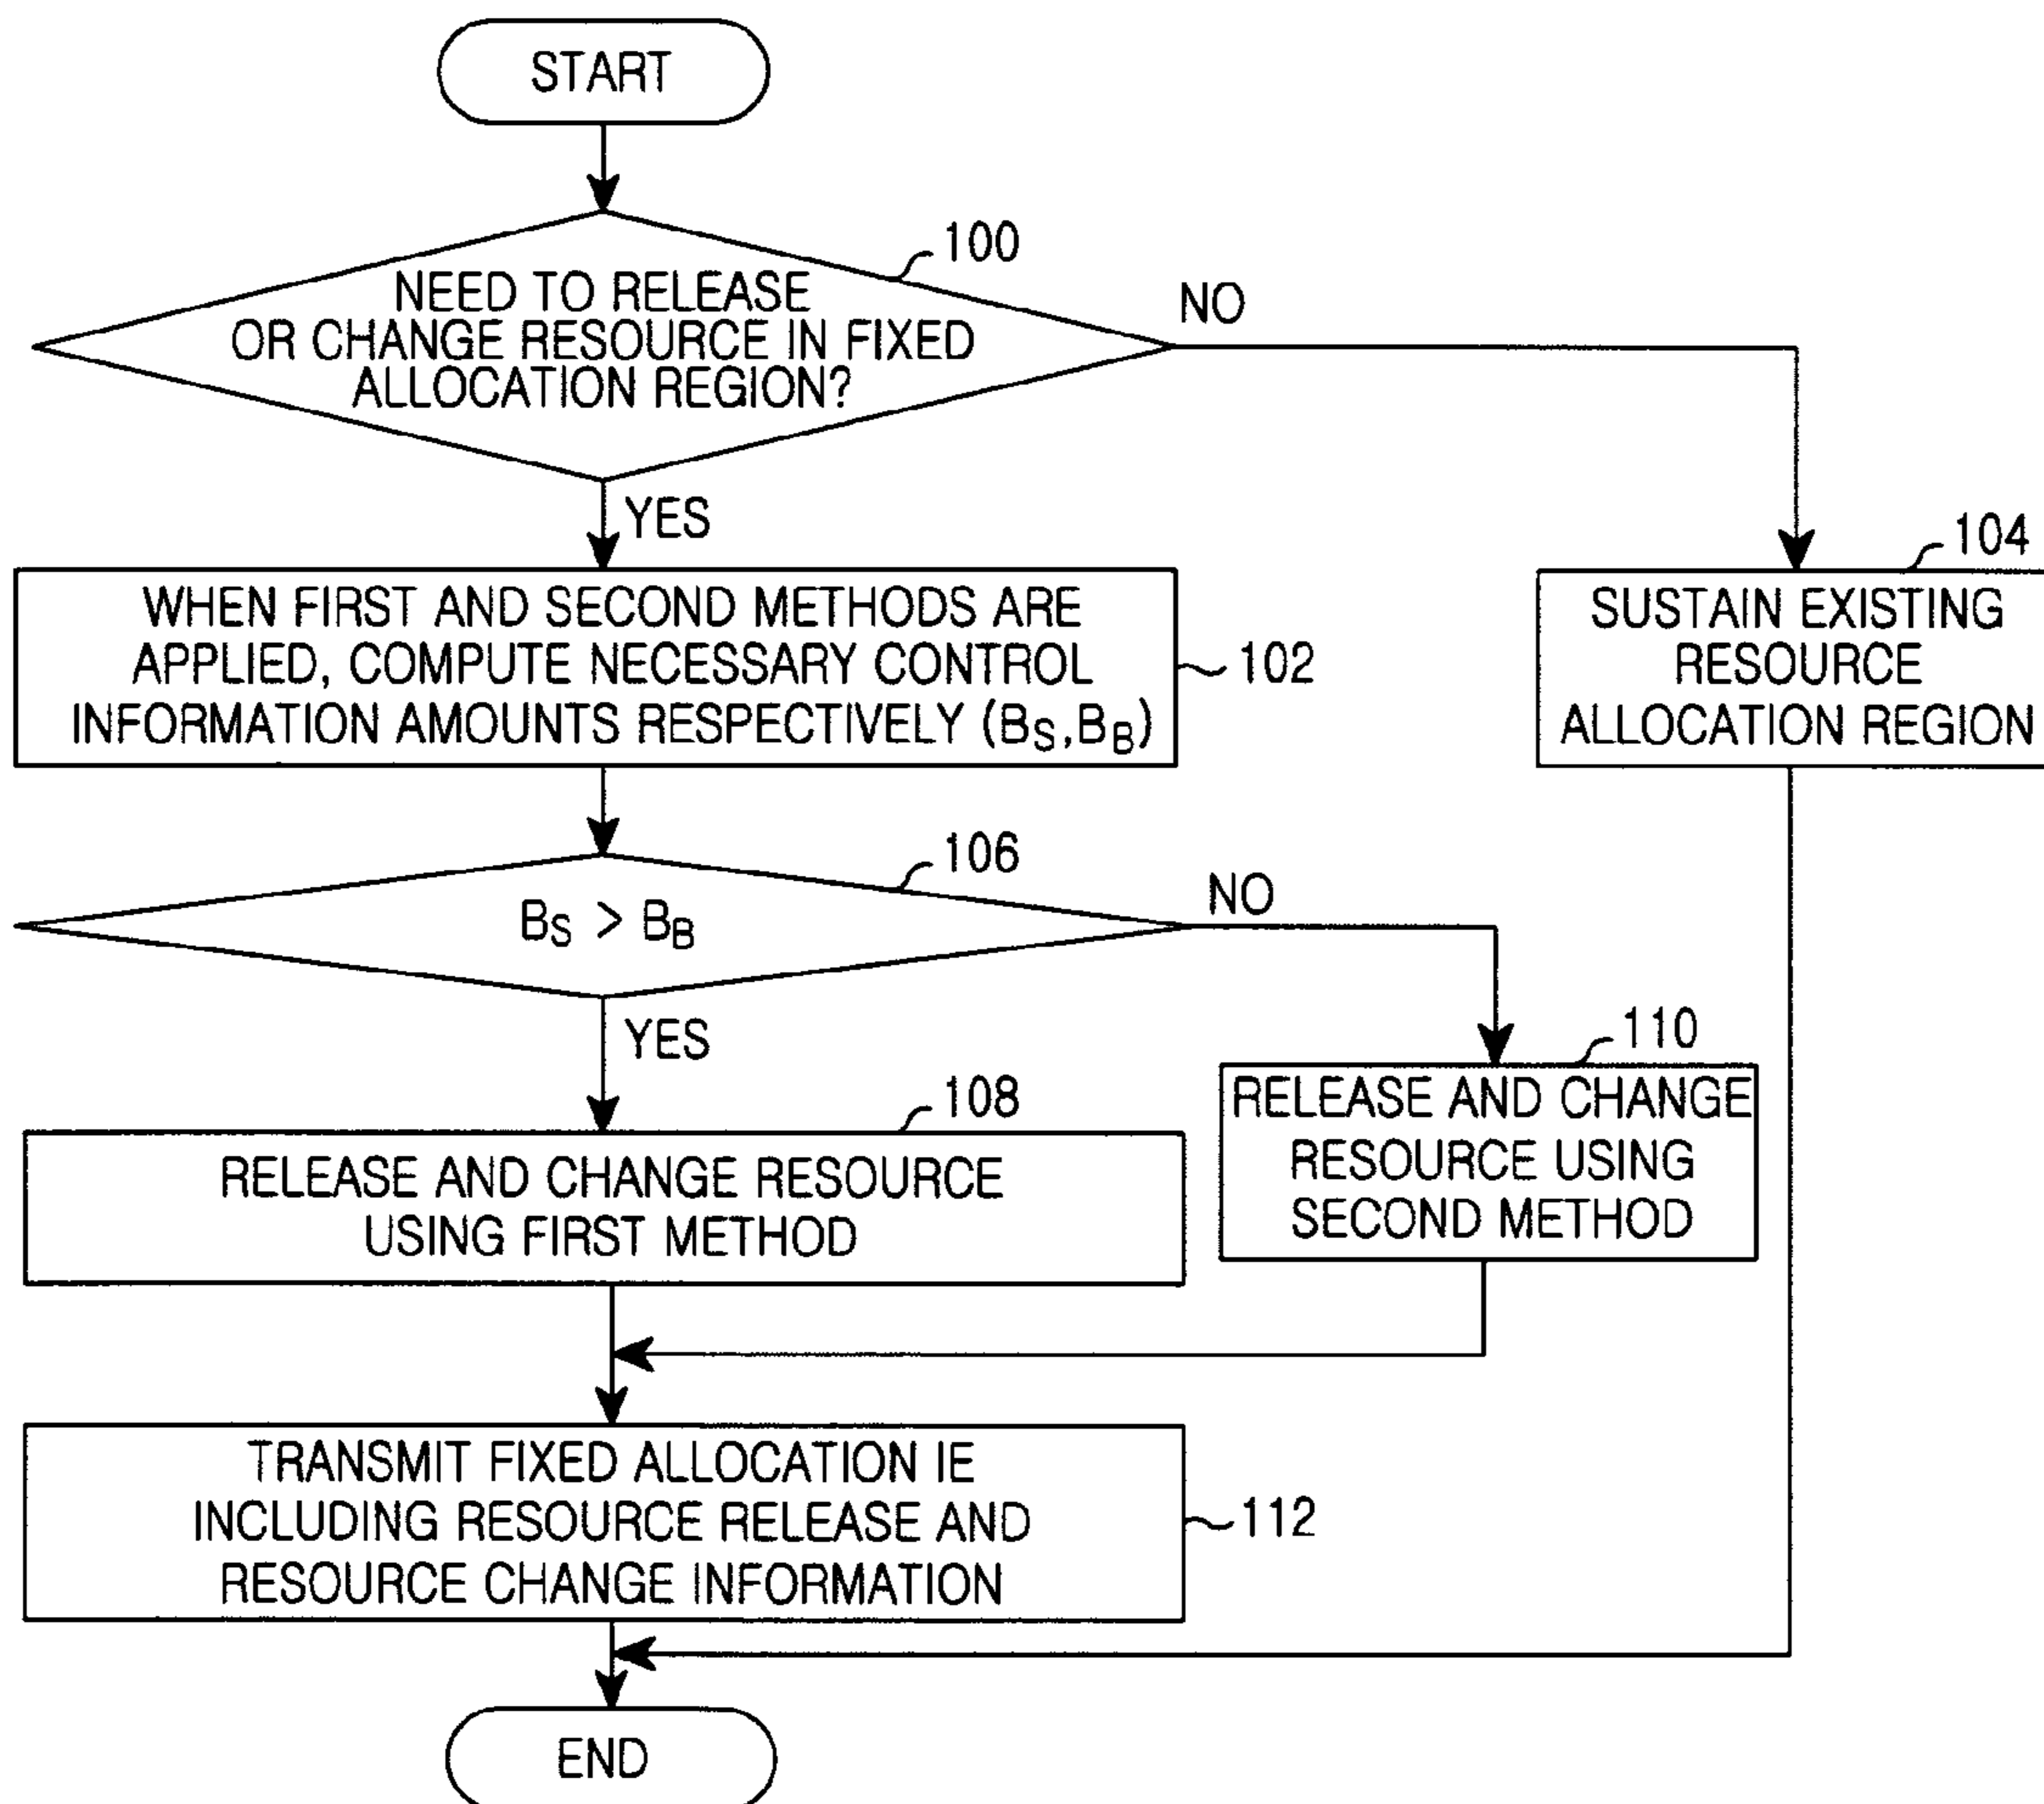 START
100
NEED TO RELEASE
OR CHANGE RESOURCE IN FIXED
ALLOCATION REGION?
NO
YES
WHEN FIRST AND SECOND METHODS ARE
APPLIED, COMPUTE NECESSARY CONTROL
INFORMATION AMOUNTS RESPECTIVELY (BS,BB)
102
104
SUSTAIN EXISTING
RESOURCE
ALLOCATION REGION
106
BS > BB
NO
YES
108
RELEASE AND CHANGE RESOURCE
USING FIRST METHOD
110
RELEASE AND CHANGE
RESOURCE USING
SECOND METHOD
TRANSMIT FIXED ALLOCATION IE
INCLUDING RESOURCE RELEASE AND
RESOURCE CHANGE INFORMATION
112
END